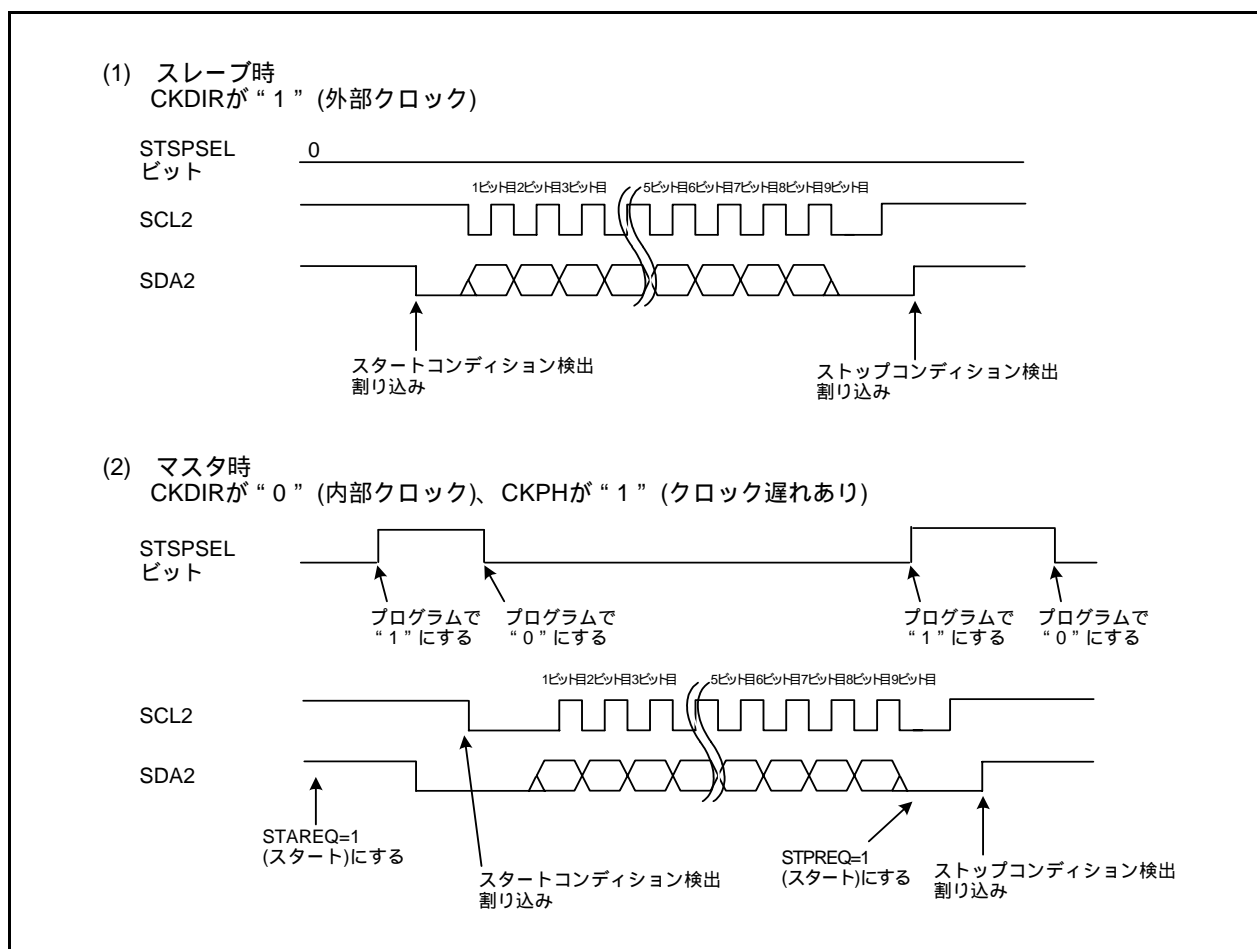 (1) スレーブ時
CKDIRが“1”(外部クロック)
STSPSEL
ビット
0
1ビット目2ビット目3ビット目
5ビット目6ビット目7ビット目8ビット目9ビット目
SCL2
SDA2
スタートコンディション検出
割り込み
ストップコンディション検出
割り込み
(2) マスタ時
CKDIRが“0”(内部クロック)、CKPHが“1”(クロック遅れあり)
STSPSEL
ビット
プログラムで
“1”にする
プログラムで
“0”にする
プログラムで
“1”にする
プログラムで
“0”にする
1ビット目2ビット目3ビット目
5ビット目6ビット目7ビット目8ビット目9ビット目
SCL2
SDA2
STAREQ=1
(スタート)にする
スタートコンディション検出
割り込み
STPREQ=1
(スタート)にする
ストップコンディション検出
割り込み